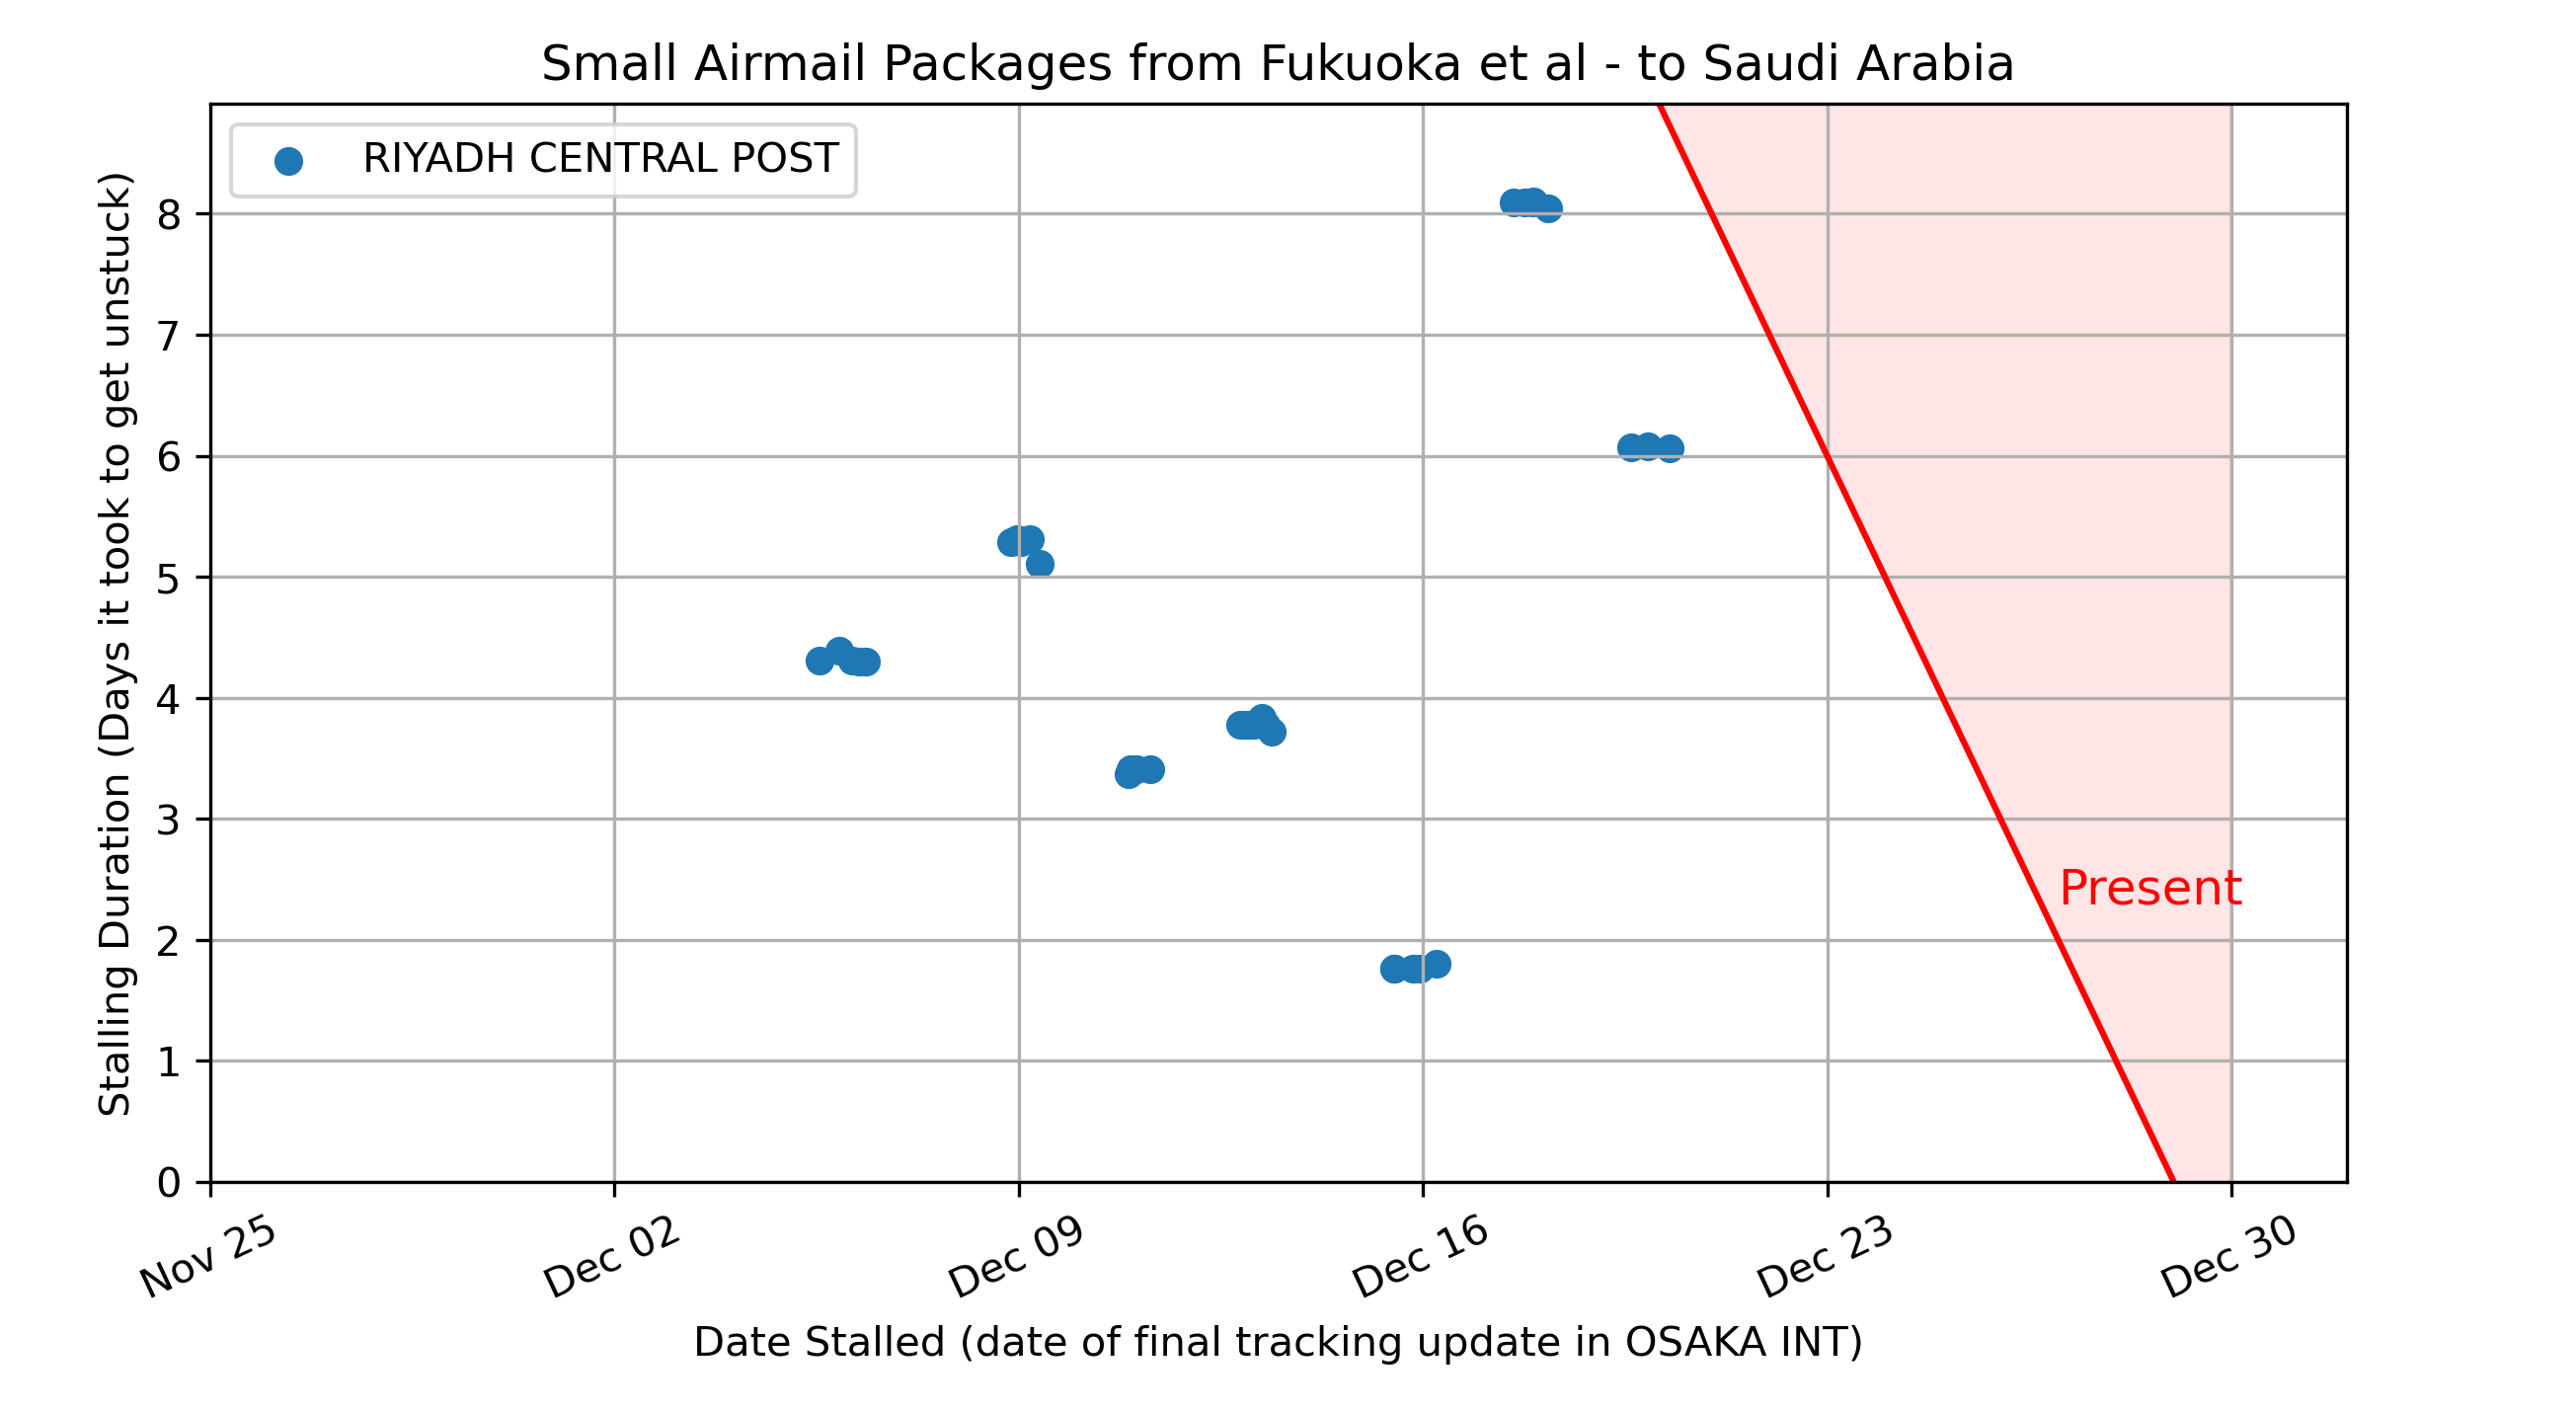 Small Airmail Packages from Fukuoka et al - to Saudi Arabia
RIYADH CENTRAL POST
Stalling Duration (Days it took to get unstuck)
8
7
6
5
4
3
2
1
0
Present
Nov 25
Dec 02
Dec 09
Dec 16
Dec 23
Dec 30
Date Stalled (date of final tracking update in OSAKA INT)